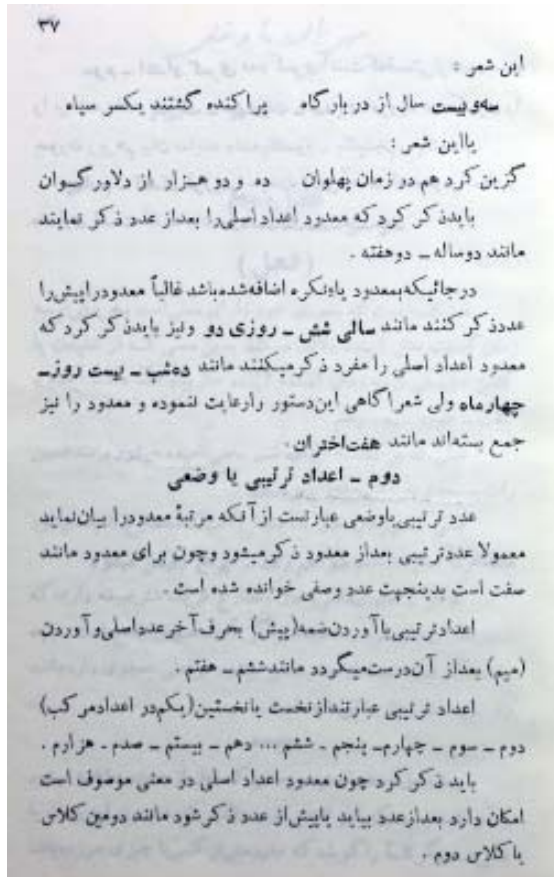 ۳۷
این شعر :
سه‌و بیست سال از در بارگاه پراکنده گشتند یکسر سپاه
یا این شعر :
گزین کرد هم در زمان پهلوان ده و دو هـزار از دلاور گـوان
باید ذکر کرد که معدود اعداد اصلی را بعد از عدد ذکر نمایند
مانند دوساله ـ دوهفته .
در جائیکه بمعدود یاء نکره اضافه شده باشد غالباً معدود را پیش از
عدد ذکر کنند مانند سالی شش ـ روزی دو و نیز باید ذکر کرد که
معدود اعداد اصلی را مفرد ذکر میکنند مانند ده‌شب ـ بیست روز ـ
چهارماه ولی شعرا گاهی این دستور را رعایت ننموده و معدود را نیز
جمع بسته‌اند مانند هفت اختران .
دوم ـ اعداد ترتیبی یا وضعی
عدد ترتیبی یا وضعی عبارتست از آنکه مرتبهٔ معدود را بیان نماید
معمولا عدد ترتیبی بعد از معدود ذکر میشود و چون برای معدود مانند
صفت است بدینجهت عدد وصفی خوانده شده است .
اعداد ترتیبی با آوردن ضمه (پیش) بحرف آخر عدد اصلی و آوردن
(میم) بعد از آن درست میگردد مانند ششم ـ هفتم .
اعداد ترتیبی عبارتند از نخست یا نخستین (یکم در اعداد مرکب)
دوم ـ سوم ـ چهارم ـ پنجم ـ ششم ... دهم ـ بیستم ـ صدم ـ هزارم .
باید ذکر کرد چون معدود اعداد اصلی در معنی موصوف است
امکان دارد بعد از عدد بیاید یا پیش از عدد ذکر شود مانند دومین کلاس
یا کلاس دوم .